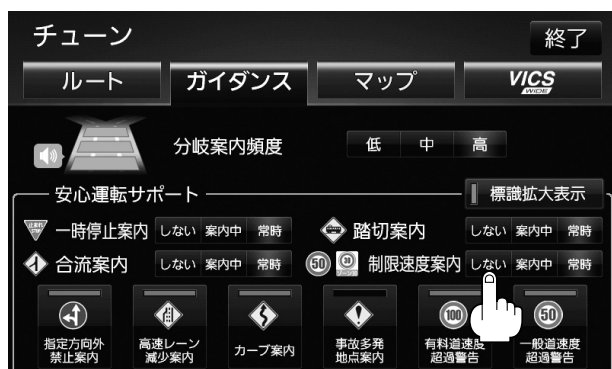 チューン
終了
ルート ガイダンス マップ VICS WIDE
分岐案内頻度 低 中 高
安心運転サポート 標識拡大表示
一時停止案内 しない 案内中 常時 踏切案内 しない 案内中 常時
合流案内 しない 案内中 常時 50 制限速度案内 しない 案内中 常時
100 50
指定方向外
禁止案内
高速レーン
減少案内
カーブ案内
事故多発
地点案内
有料道速度
超過警告
一般道速度
超過警告